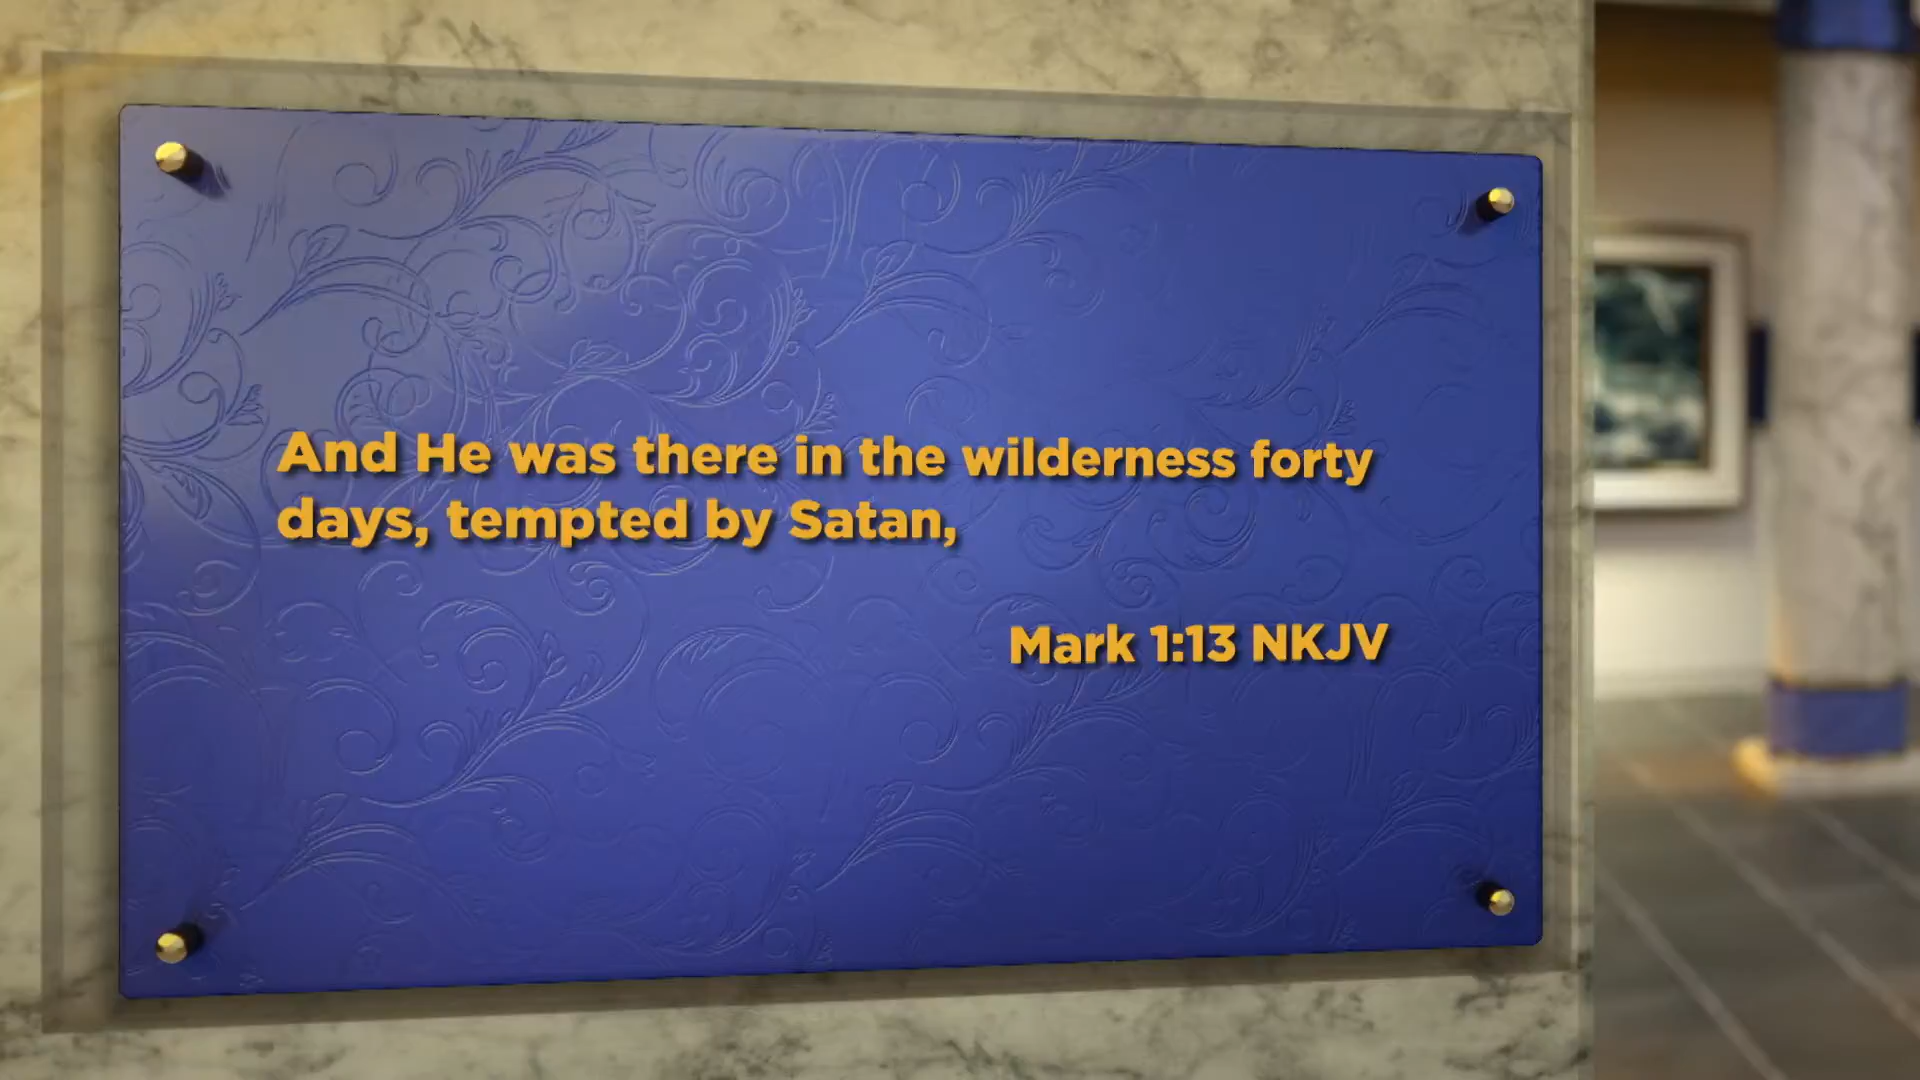 And He was there in the wilderness forty
days, tempted by Satan,
Mark 1:13 NKJV